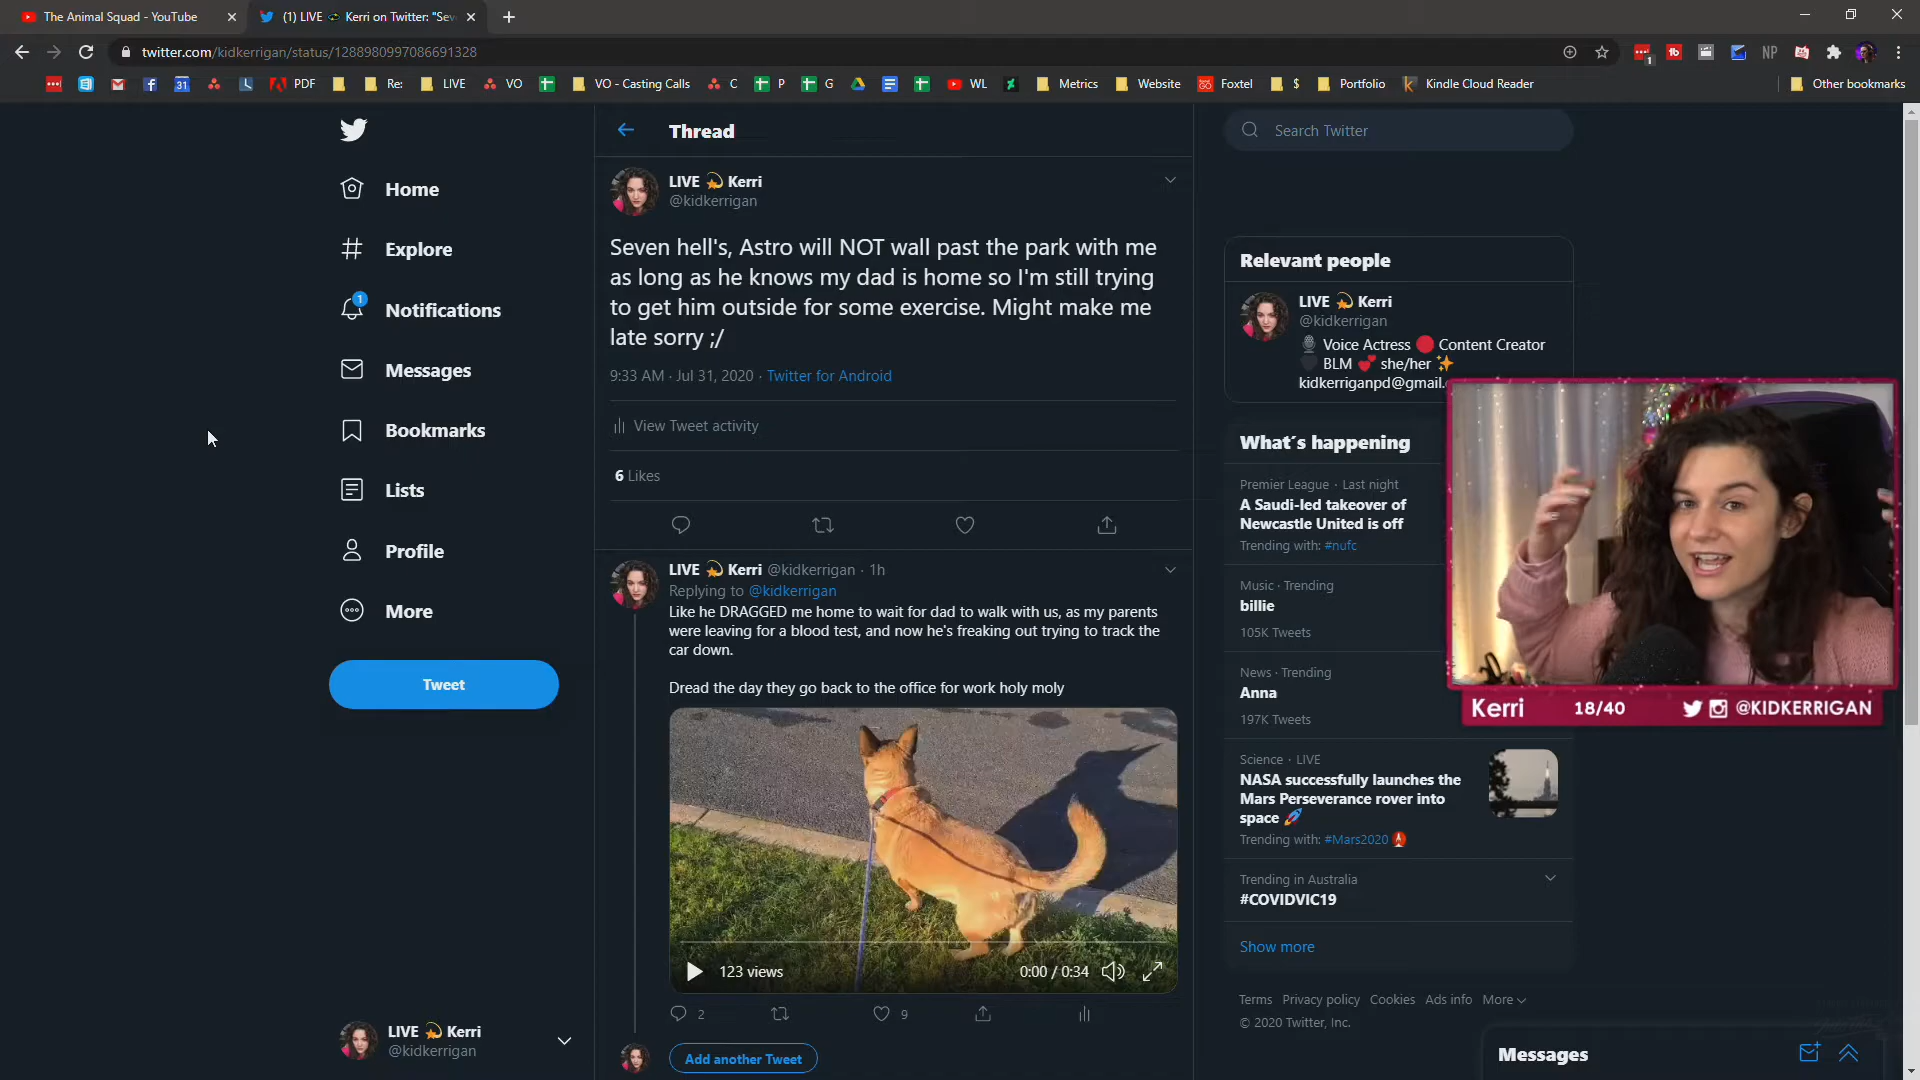 The Animal Squad - YouTube
(1) LIVE Kerri on Twitter: "Sev
twitter.com/kidkerrigan/status/1288980997086691328
1
NP
31
PDF
Re:
LIVE
VO
VO - Casting Calls
C
P
G
WL
Metrics
Website
Foxtel
$
Portfolio
Kindle Cloud Reader
Other bookmarks
Home
Explore
1
Notifications
Messages
Bookmarks
Lists
Profile
More
Tweet
LIVE Kerri
@kidkerrigan
Thread
LIVE Kerri
@kidkerrigan
Seven hell's, Astro will NOT wall past the park with me
as long as he knows my dad is home so I'm still trying
to get him outside for some exercise. Might make me
late sorry ;/
9:33 AM · Jul 31, 2020 · Twitter for Android
View Tweet activity
6 Likes
LIVE Kerri @kidkerrigan · 1h
Replying to @kidkerrigan
Like he DRAGGED me home to wait for dad to walk with us, as my parents
were leaving for a blood test, and now he's freaking out trying to track the
car down.
Dread the day they go back to the office for work holy moly
123 views
0:00 / 0:34
2
9
Add another Tweet
Search Twitter
Relevant people
LIVE Kerri
@kidkerrigan
Voice Actress Content Creator
BLM she/her
kidkerriganpd@gmail.
What's happening
Premier League · Last night
A Saudi-led takeover of
Newcastle United is off
Trending with: #nufc
Music · Trending
billie
105K Tweets
News · Trending
Anna
197K Tweets
Science · LIVE
NASA successfully launches the
Mars Perseverance rover into
space
Trending with: #Mars2020
Trending in Australia
#COVIDVIC19
Show more
Terms Privacy policy Cookies Ads info More
© 2020 Twitter, Inc.
Messages
Kerri 18/40 @KIDKERRIGAN